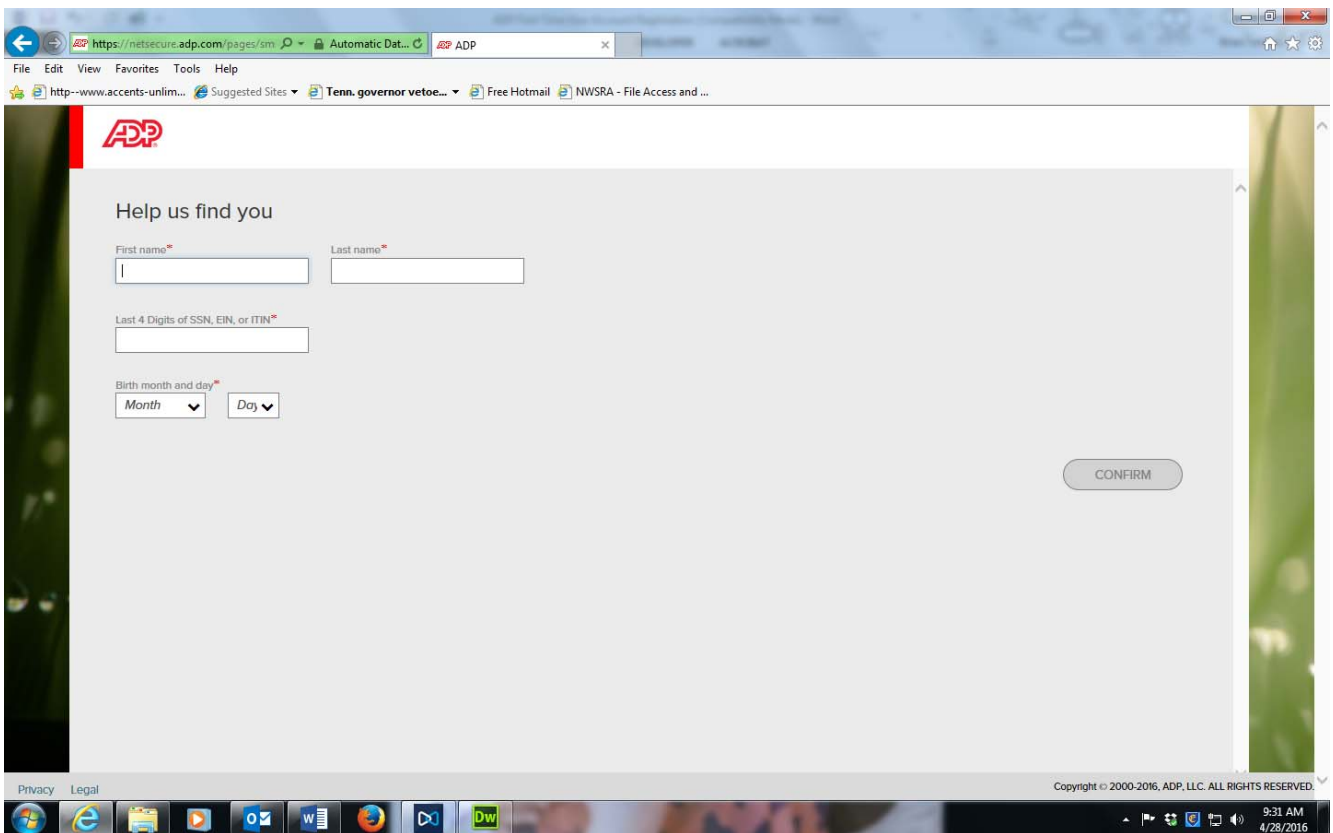 https://netsecure.adp.com/pages/sm
Automatic Dat...
ADP ADP
File Edit View Favorites Tools Help
http--www.accents-unlim... Suggested Sites Tenn. governor vetoe... Free Hotmail NWSRA - File Access and ...
ADP
Help us find you
First name* Last name*
Last 4 Digits of SSN, EIN, or ITIN*
Birth month and day*
Month Day
CONFIRM
Privacy Legal
Copyright © 2000-2016, ADP, LLC. ALL RIGHTS RESERVED.
W Dw
9:31 AM
4/28/2016